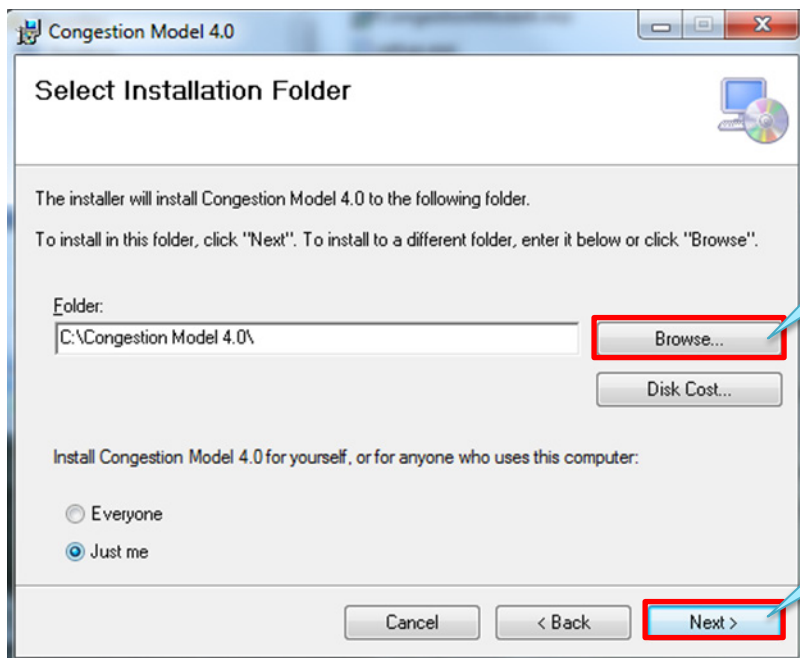 Congestion Model 4.0
Select Installation Folder
The installer will install Congestion Model 4.0 to the following folder.
To install in this folder, click "Next". To install to a different folder, enter it below or click "Browse".
Folder:
C:\Congestion Model 4.0\
Browse...
Disk Cost...
Install Congestion Model 4.0 for yourself, or for anyone who uses this computer:
Everyone
Just me
Cancel
< Back
Next >